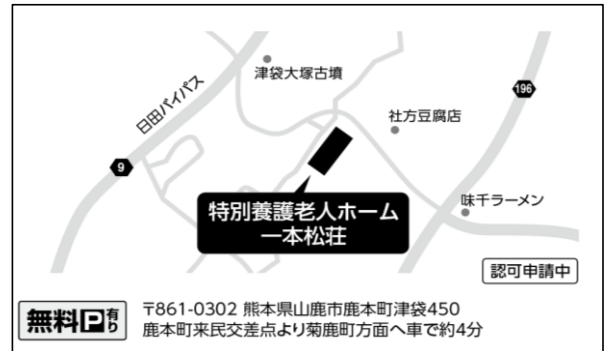 津袋大塚古墳
日田バイパス
196
社方豆腐店
9
特別養護老人ホーム
一本松荘
味千ラーメン
認可申請中
無料P有り
〒861-0302 熊本県山鹿市鹿本町津袋450
鹿本町来民交差点より菊鹿町方面へ車で約4分